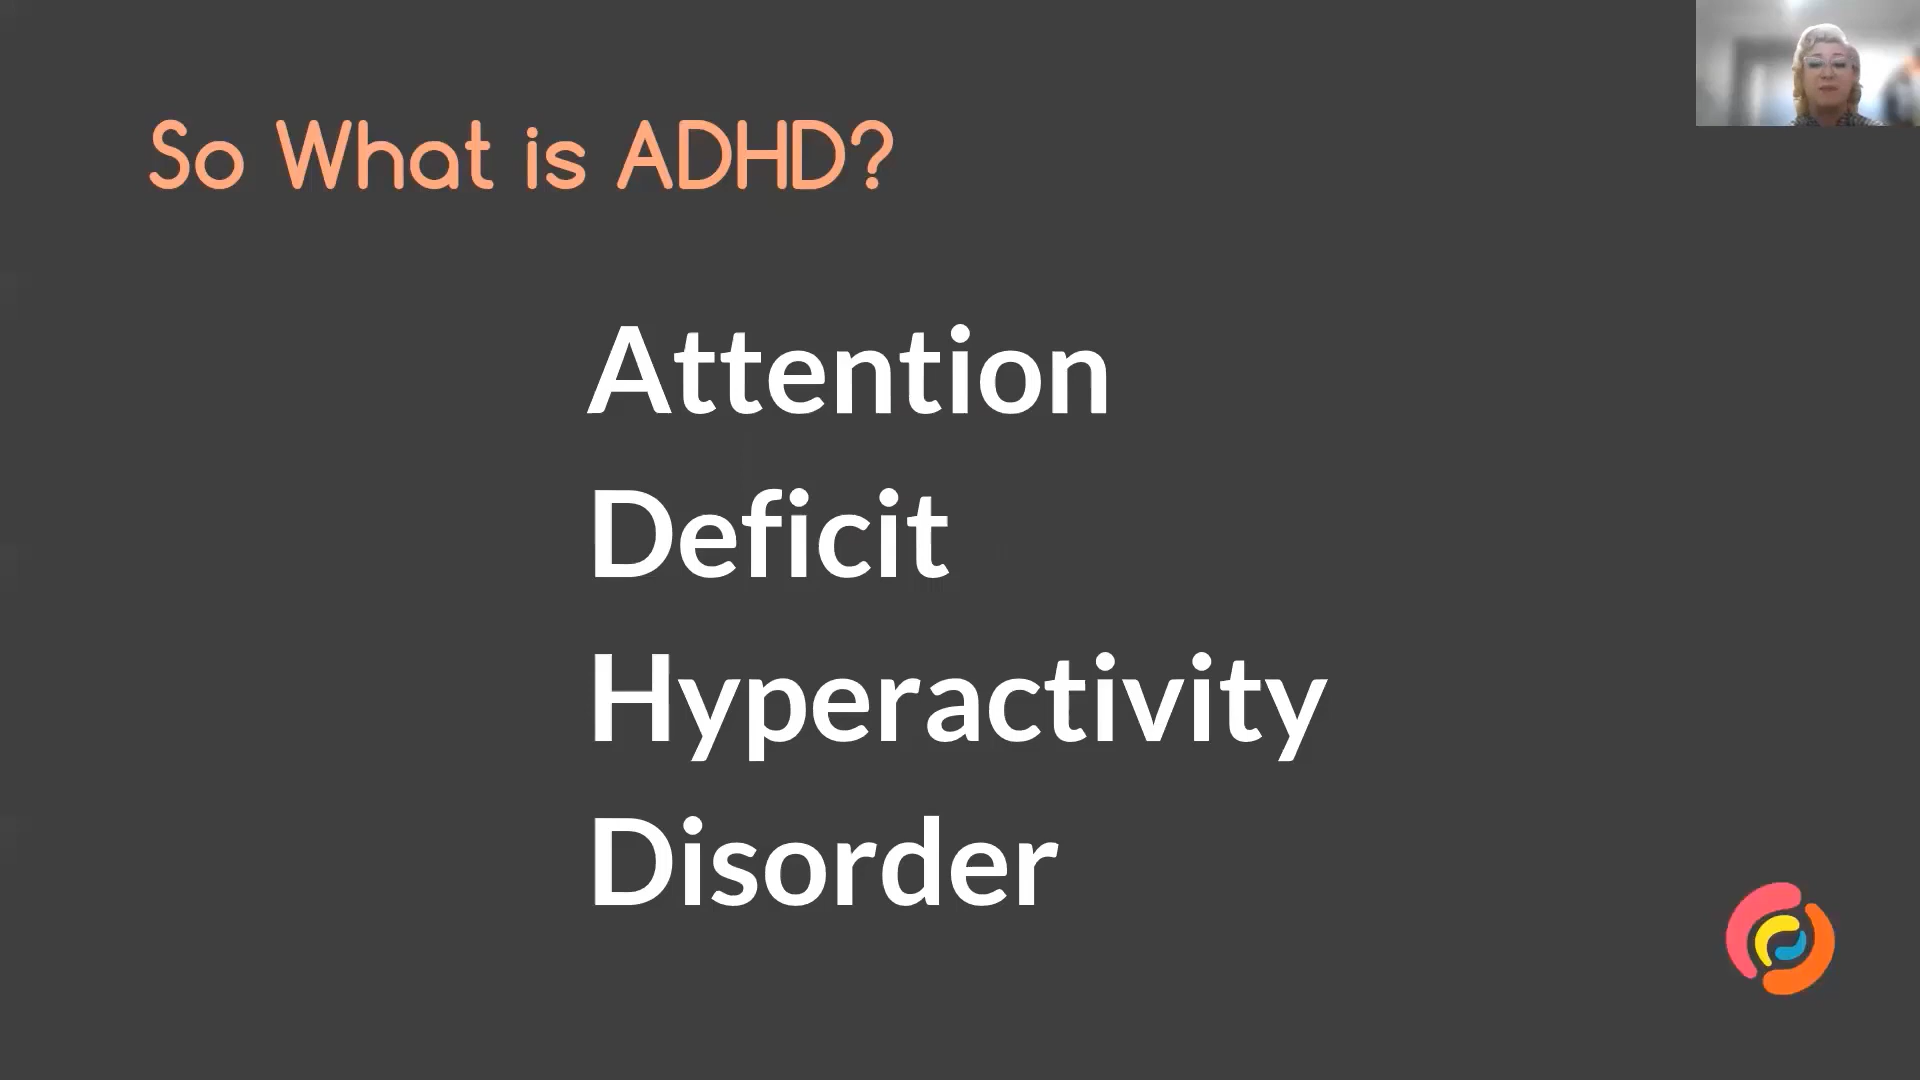 So What is ADHD?
Attention
Deficit
Hyperactivity
Disorder